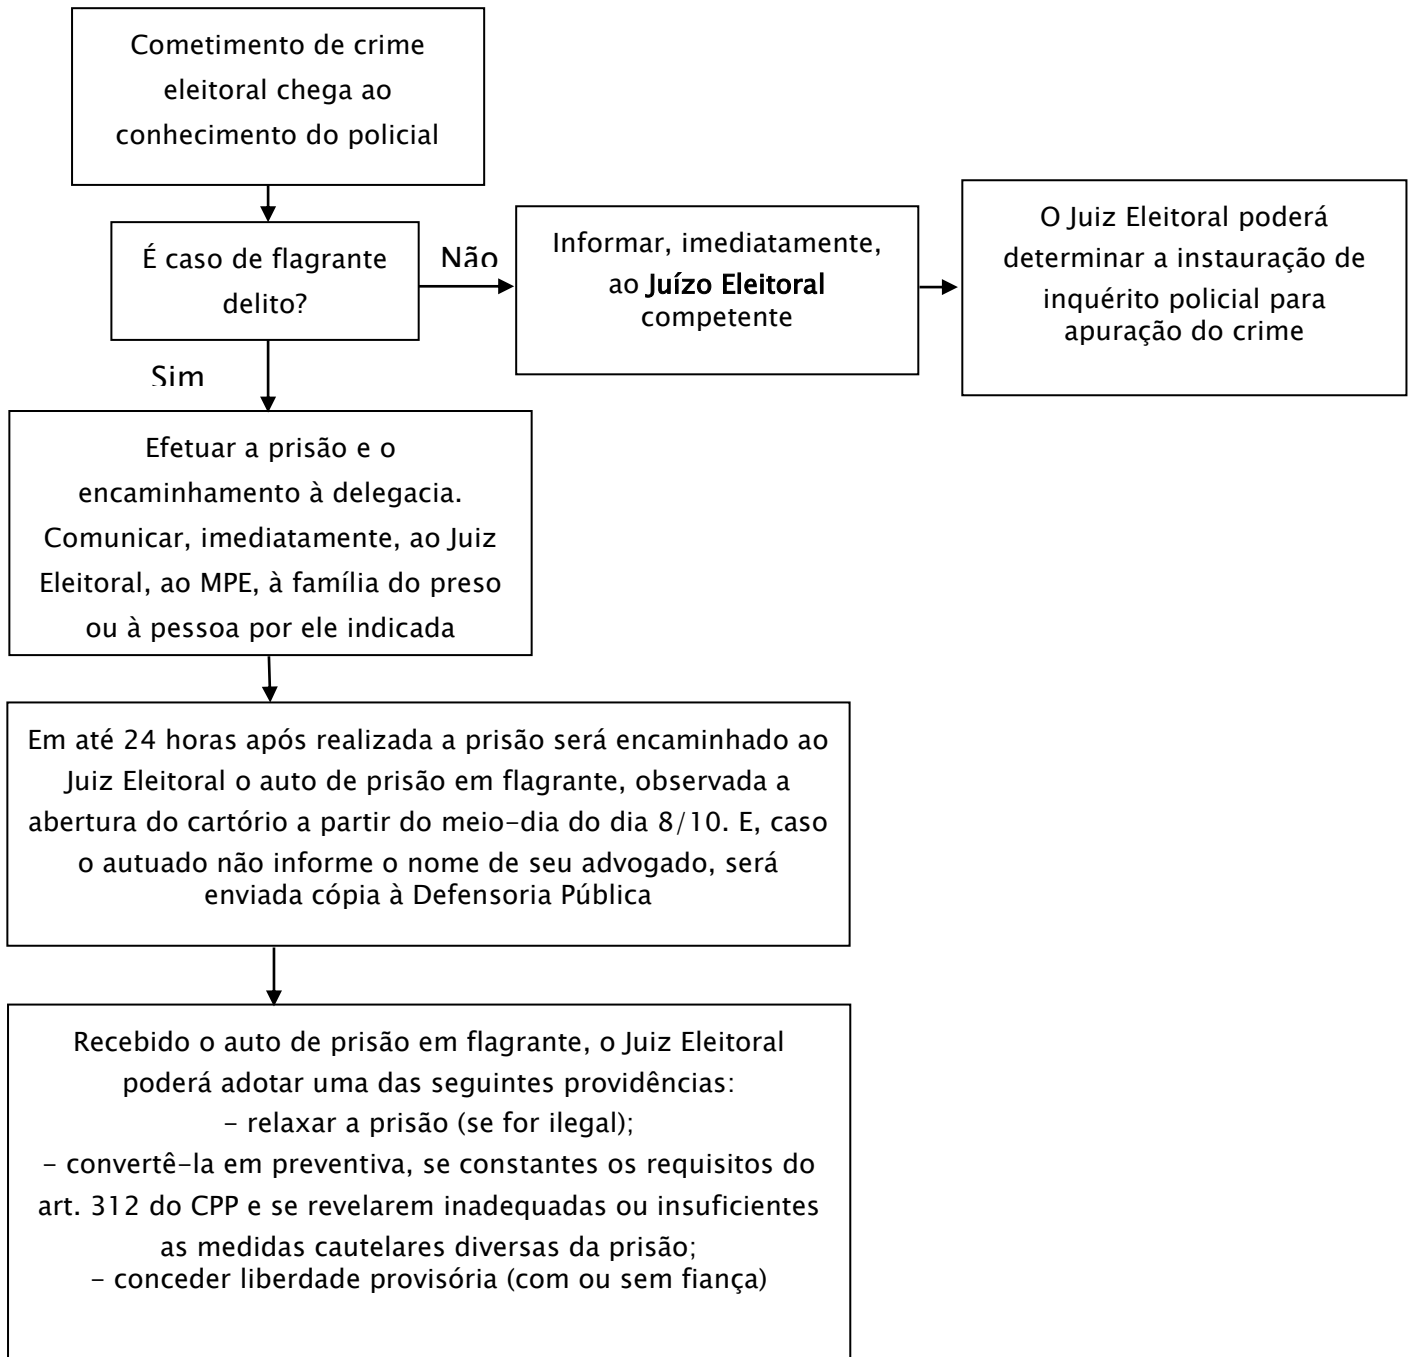 Cometimento de crime
eleitoral chega ao
conhecimento do policial
É caso de flagrante
delito?
Não
Informar, imediatamente,
ao Juízo Eleitoral
competente
O Juiz Eleitoral poderá
determinar a instauração de
inquérito policial para
apuração do crime
Sim
Efetuar a prisão e o
encaminhamento à delegacia.
Comunicar, imediatamente, ao Juiz
Eleitoral, ao MPE, à família do preso
ou à pessoa por ele indicada
Em até 24 horas após realizada a prisão será encaminhado ao
Juiz Eleitoral o auto de prisão em flagrante, observada a
abertura do cartório a partir do meio-dia do dia 8/10. E, caso
o autuado não informe o nome de seu advogado, será
enviada cópia à Defensoria Pública
Recebido o auto de prisão em flagrante, o Juiz Eleitoral
poderá adotar uma das seguintes providências:
- relaxar a prisão (se for ilegal);
- convertê-la em preventiva, se constantes os requisitos do
art. 312 do CPP e se revelarem inadequadas ou insuficientes
as medidas cautelares diversas da prisão;
- conceder liberdade provisória (com ou sem fiança)